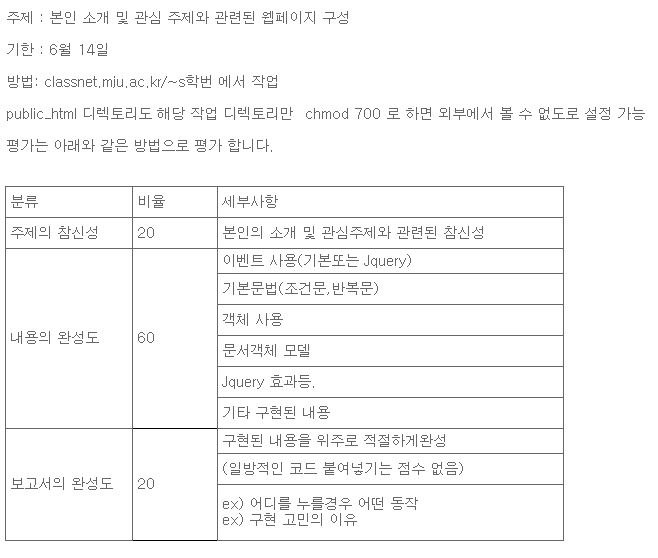 주제 : 본인 소개 및 관심 주제와 관련된 웹페이지 구성
기한 : 6월 14일
방법: classnet.mju.ac.kr/~s학번 에서 작업
public_html 디렉토리도 해당 작업 디렉토리만 chmod 700 로 하면 외부에서 볼 수 없도로 설정 가능
평가는 아래와 같은 방법으로 평가 합니다.
분류 비율 세부사항
주제의 참신성 20 본인의 소개 및 관심주제와 관련된 참신성
내용의 완성도 60 이벤트 사용(기본또는 Jquery)
기본문법(조건문,반복문)
객체 사용
문서객체 모델
Jquery 효과등.
기타 구현된 내용
보고서의 완성도 20 구현된 내용을 위주로 적절하게완성
(일방적인 코드 붙여넣기는 점수 없음)
ex) 어디를 누를경우 어떤 동작
ex) 구현 고민의 이유